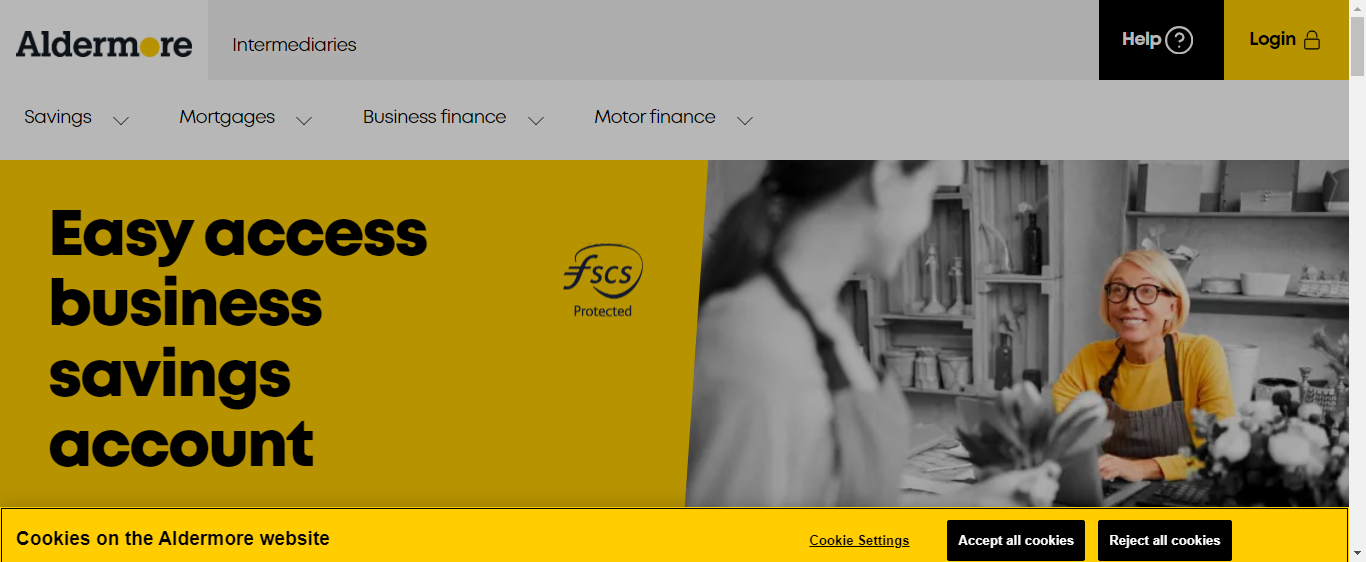 Aldermore
Intermediaries
Help ?
Login
Savings
Mortgages
Business finance
Motor finance
Easy access
business
savings
account
fscs
Protected
Cookies on the Aldermore website
Cookie Settings
Accept all cookies
Reject all cookies